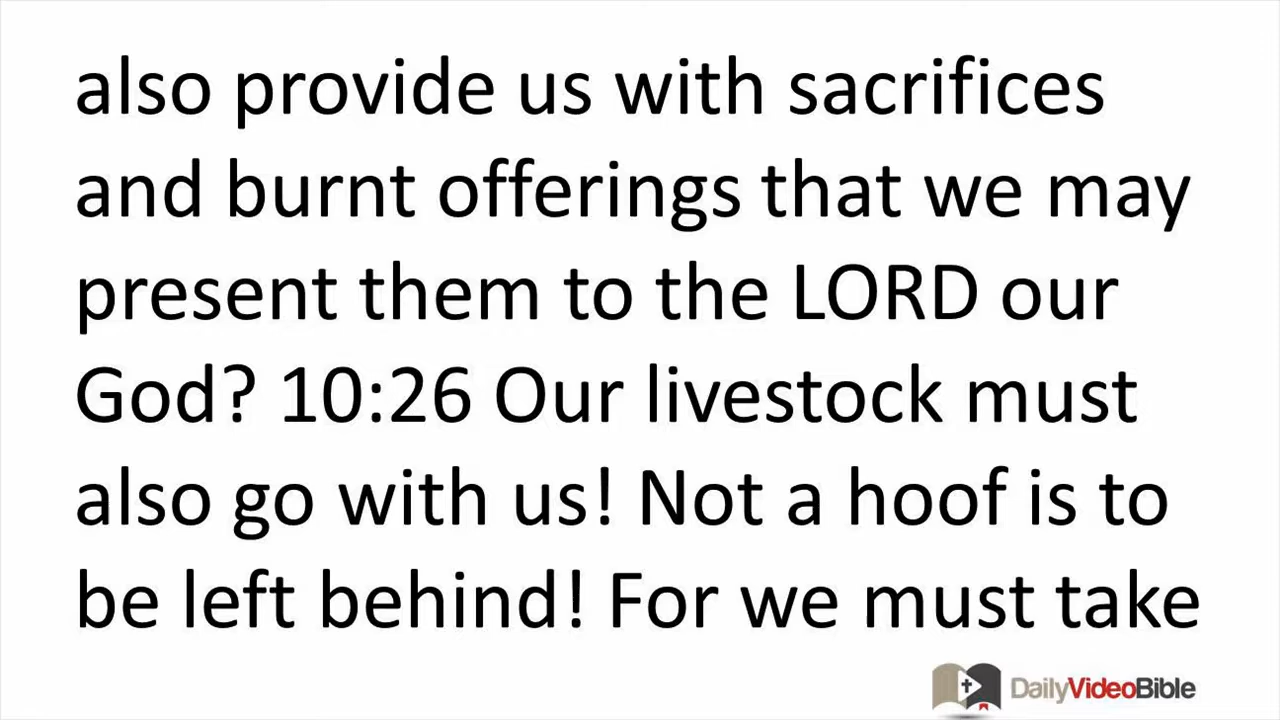 also provide us with sacrifices
and burnt offerings that we may
present them to the LORD our
God? 10:26 Our livestock must
also go with us! Not a hoof is to
be left behind! For we must take
DailyVideoBible